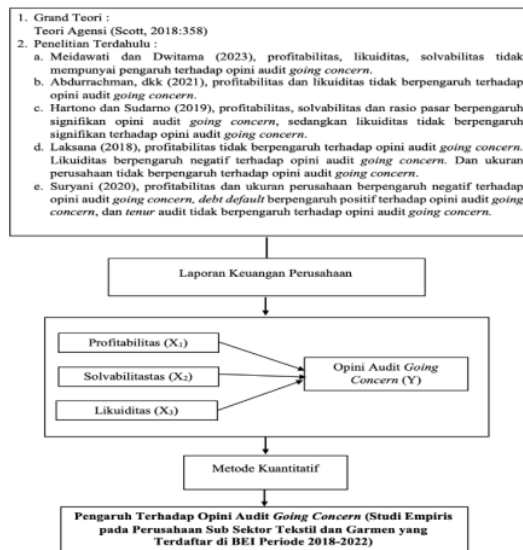 1. Grand Teori :
Teori Agensi (Scott, 2018:358)
2. Penelitian Terdahulu :
a. Meidawati dan Dwitama (2023), profitabilitas, likuiditas, solvabilitas tidak
mempunyai pengaruh terhadap opini audit going concern.
b. Abdurrachman, dkk (2021), profitabilitas dan likuiditas tidak berpengaruh terhadap
opini audit going concern.
c. Hartono dan Sudarno (2019), profitabilitas, solvabilitas dan rasio pasar berpengaruh
signifikan opini audit going concern, sedangkan likuiditas tidak berpengaruh
signifikan terhadap opini audit going concern.
d. Laksana (2018), profitabilitas tidak berpengaruh terhadap opini audit going concern.
Likuiditas berpengaruh negatif terhadap opini audit going concern. Dan ukuran
perusahaan tidak berpengaruh terhadap opini audit going concern.
e. Suryani (2020), profitabilitas dan ukuran perusahaan berpengaruh negatif terhadap
opini audit going concern, debt default berpengaruh positif terhadap opini audit going
concern, dan tenur audit tidak berpengaruh terhadap opini audit going concern.
Laporan Keuangan Perusahaan
Profitabilitas (X₁)
Solvabilitastas (X₂)
Likuiditas (X₃)
Opini Audit Going
Concern (Y)
Metode Kuantitatif
Pengaruh Terhadap Opini Audit Going Concern (Studi Empiris
pada Perusahaan Sub Sektor Tekstil dan Garmen yang
Terdaftar di BEI Periode 2018-2022)